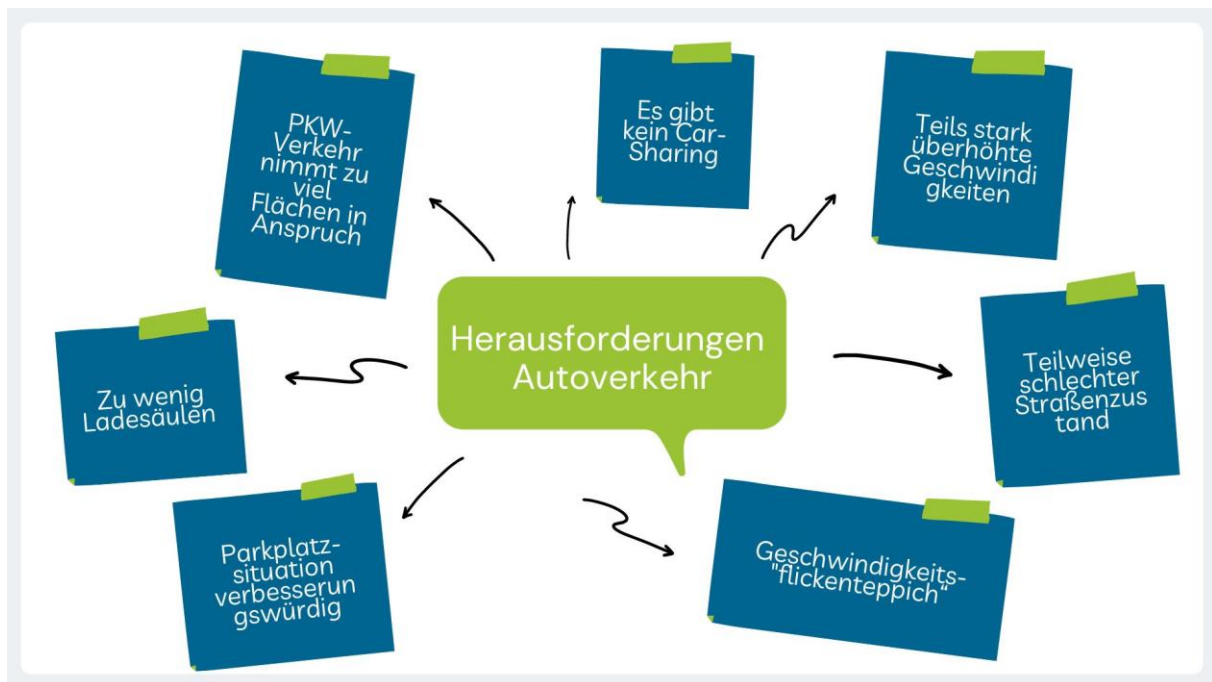 PKW-
Verkehr
nimmt zu
viel
Flächen in
Anspruch
Es gibt
kein Car-
Sharing
Teils stark
überhöhte
Geschwindi
gkeiten
Herausforderungen
Autoverkehr
Zu wenig
Ladesäulen
Teilweise
schlechter
Straßenzus
tand
Parkplatz-
situation
verbesserun
gswürdig
Geschwindigkeits-
"flickenteppich“